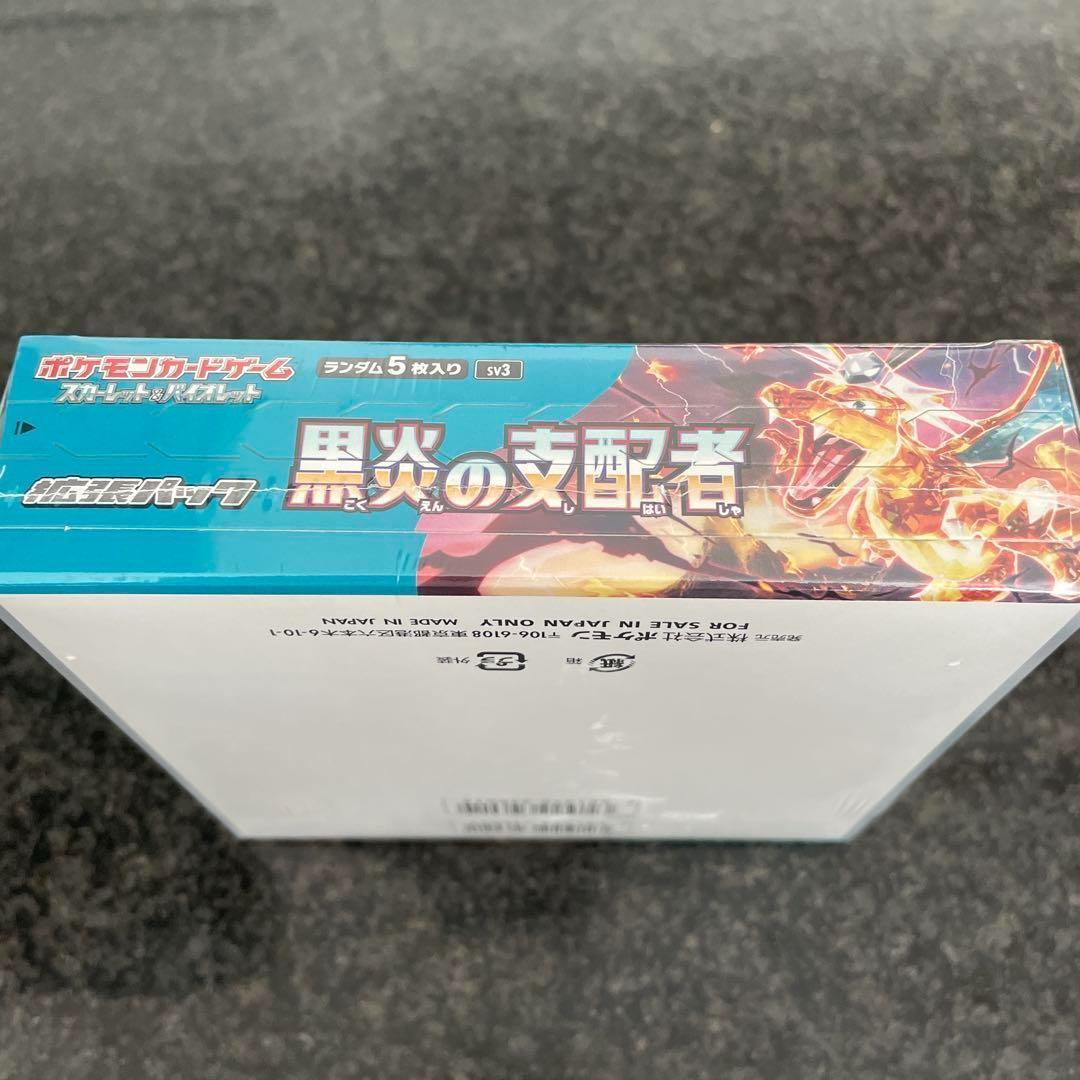 ポケモンカードゲーム
スカーレット&バイオレット
ランダム5枚入り SV3
拡張パック
黒炎の支配者
こく えん し はい しゃ
発売元 株式会社 ポケモン 〒106-6108 東京都港区六本木6-10-1
FOR SALE IN JAPAN ONLY MADE IN JAPAN
紙 箱
プラ 外装